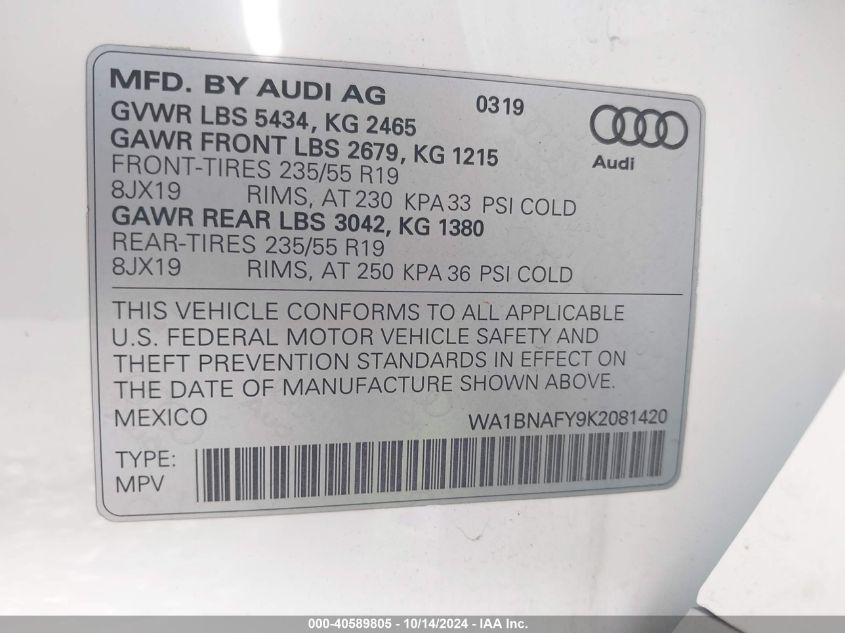 MFD. BY AUDI AG 0319
GVWR LBS 5434, KG 2465
GAWR FRONT LBS 2679, KG 1215
FRONT-TIRES 235/55 R19
8JX19 RIMS, AT 230 KPA 33 PSI COLD
GAWR REAR LBS 3042, KG 1380
REAR-TIRES 235/55 R19
8JX19 RIMS, AT 250 KPA 36 PSI COLD
Audi
THIS VEHICLE CONFORMS TO ALL APPLICABLE
U.S. FEDERAL MOTOR VEHICLE SAFETY AND
THEFT PREVENTION STANDARDS IN EFFECT ON
THE DATE OF MANUFACTURE SHOWN ABOVE.
MEXICO WA1BNAFY9K2081420
TYPE:
MPV
000-40589805 - 10/14/2024 - IAA Inc.